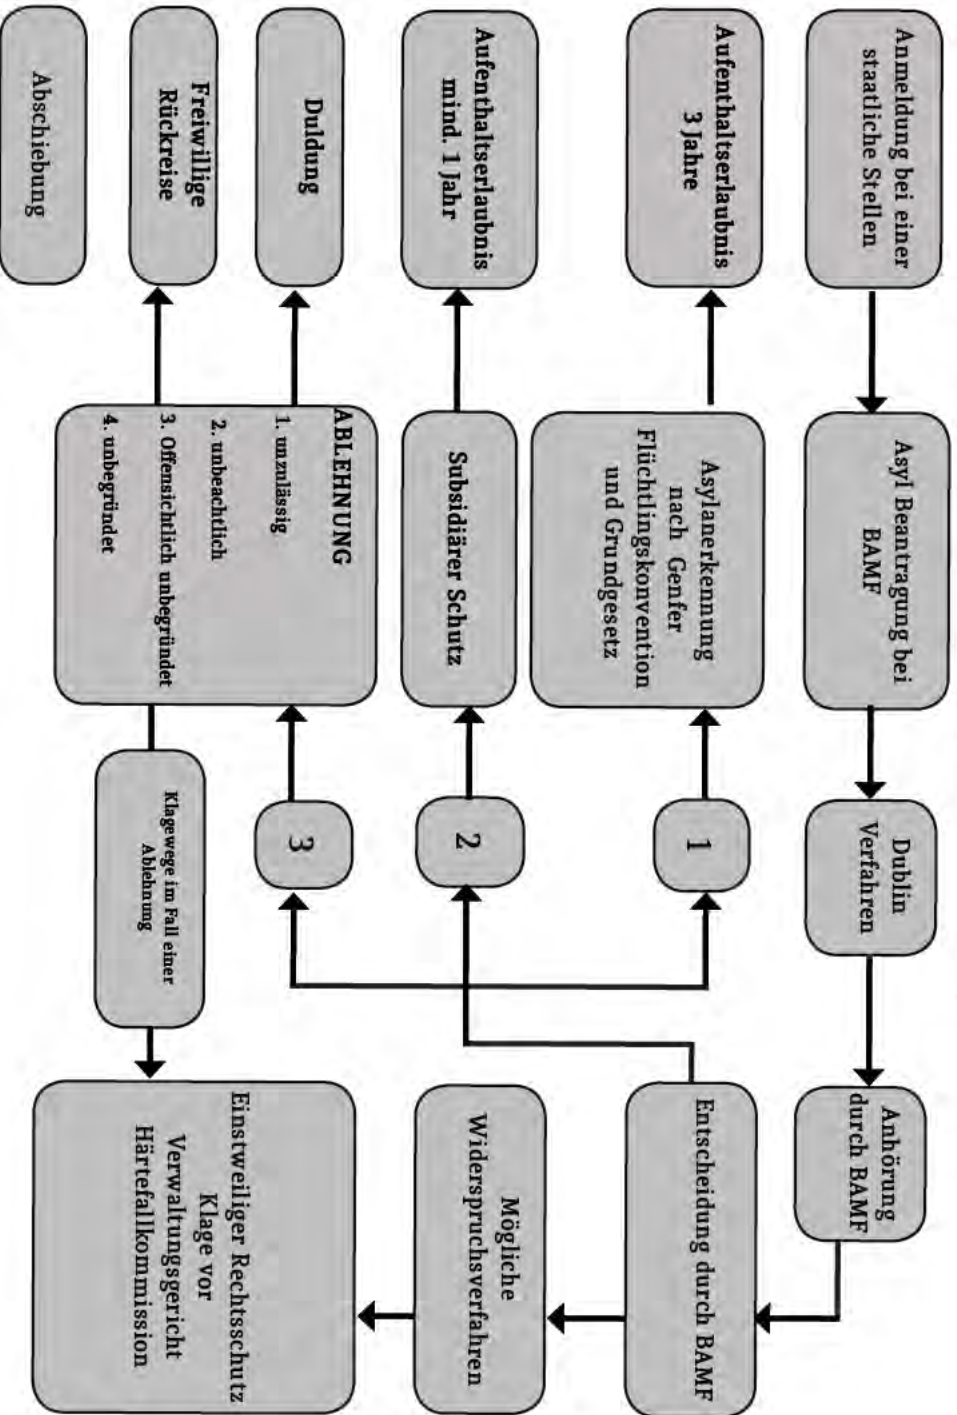 Anmeldung bei einer
staatliche Stellen
Asyl Beantragung bei
BAMF
Dublin
Verfahren
Anhörung
durch BAMF
Aufenthaltserlaubnis
3 Jahre
Asylanerkennung
nach Genfer
Flüchtlingskonvention
und Grundgesetz
1
Entscheidung durch BAMF
Aufenthaltserlaubnis
mind. 1 Jahr
Subsidiärer Schutz
2
Mögliche
Widerspruchsverfahren
Duldung
Freiwillige
Rückreise
Abschiebung
ABLEHNUNG
1. unzulässig
2. unbeachtlich
3. Offensichtlich unbegründet
4. unbegründet
3
Klagewege im Fall einer
Ablehnung
Einstweiliger Rechtsschutz
Klage vor
Verwaltungsgericht
Härtefallkommission